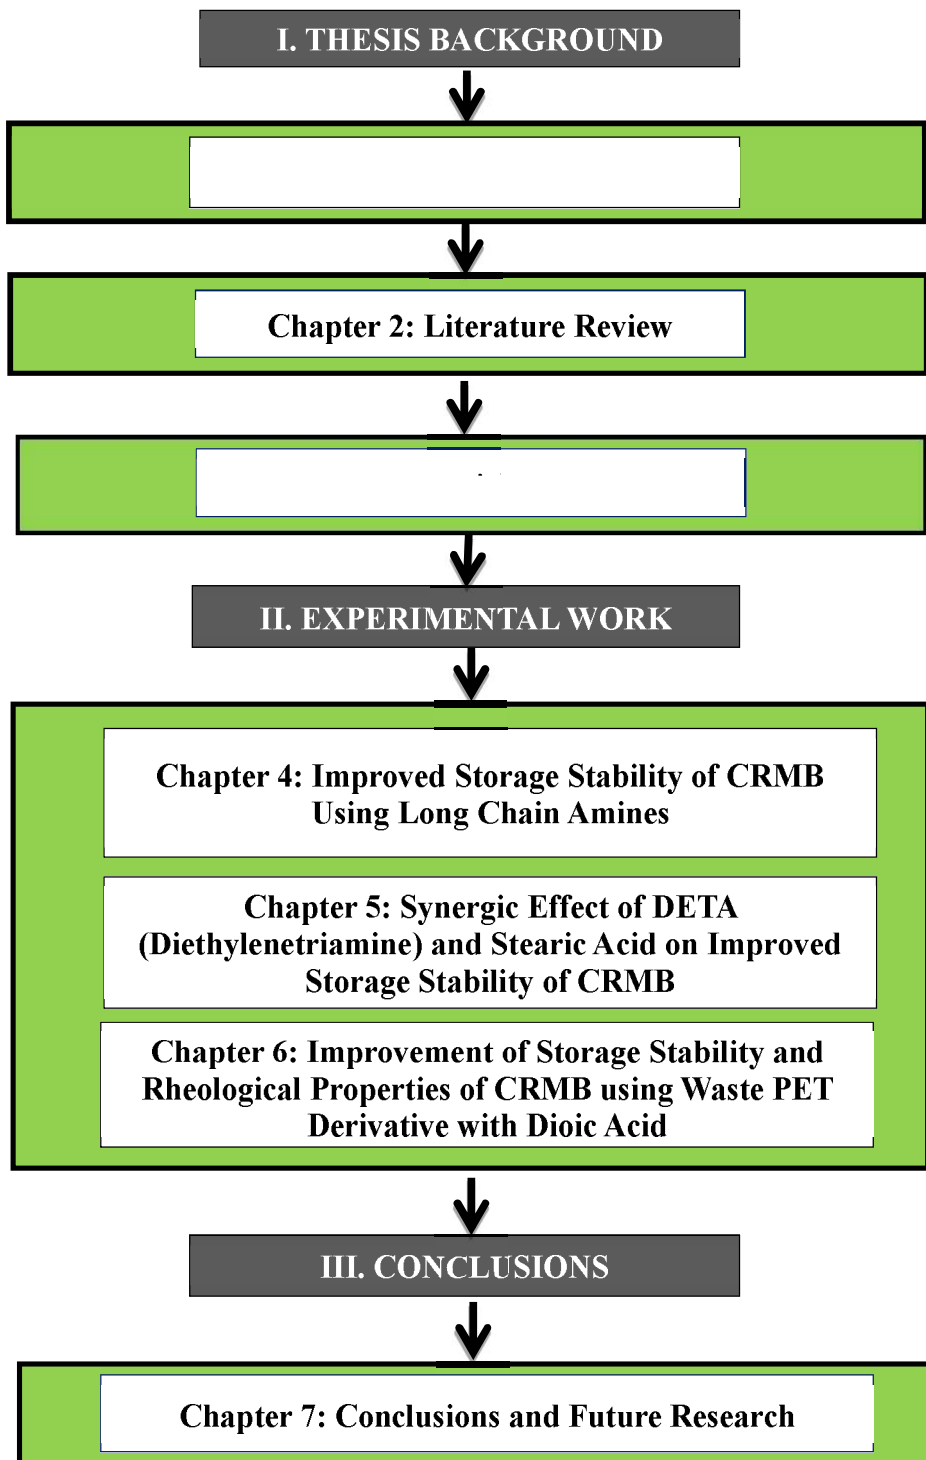 I. THESIS BACKGROUND
Chapter 2: Literature Review
II. EXPERIMENTAL WORK
Chapter 4: Improved Storage Stability of CRMB
Using Long Chain Amines
Chapter 5: Synergic Effect of DETA
(Diethylenetriamine) and Stearic Acid on Improved
Storage Stability of CRMB
Chapter 6: Improvement of Storage Stability and
Rheological Properties of CRMB using Waste PET
Derivative with Dioic Acid
III. CONCLUSIONS
Chapter 7: Conclusions and Future Research